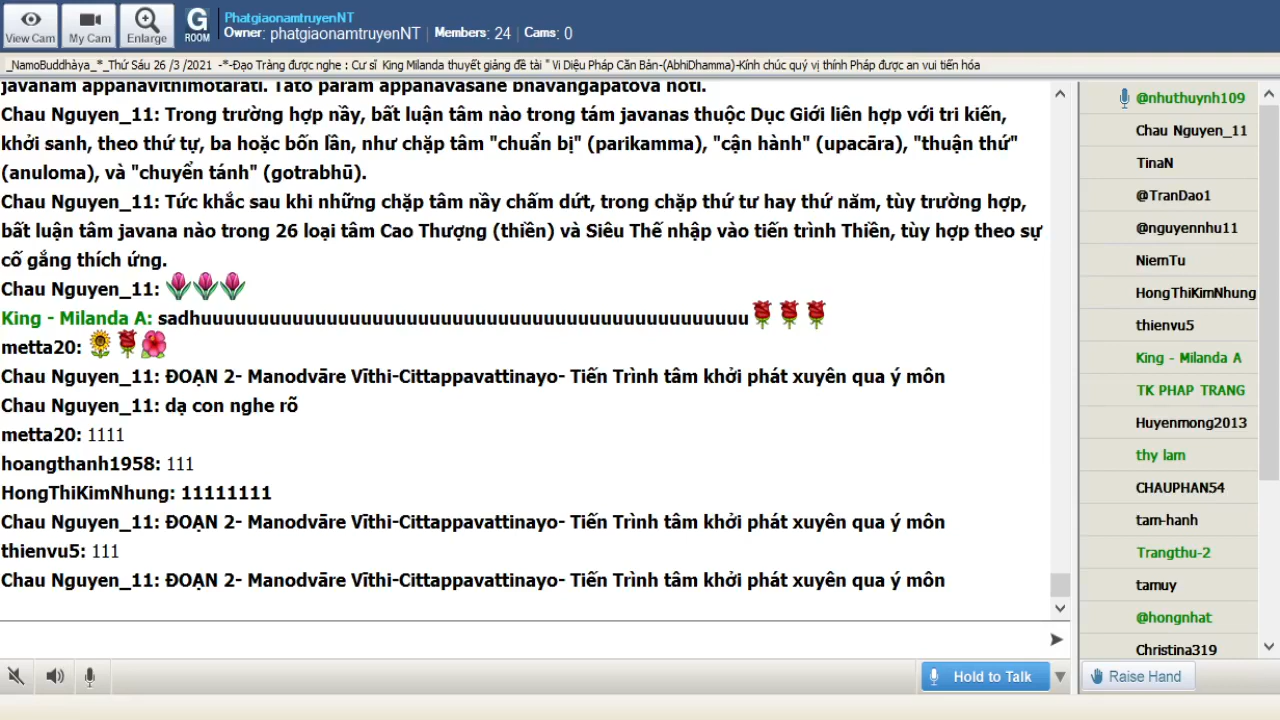 View Cam
My Cam
Enlarge
G
ROOM
PhatgiaonamtruyenNT
Owner: phatgiaonamtruyenNT | Members: 24 | Cams: 0
_NamoBuddhàya_*_Thứ Sáu 26 /3 /2021 -*-Đạo Tràng được nghe : Cư sĩ King Milanda thuyết giảng đề tài " Vi Diệu Pháp Căn Bản-(AbhiDhamma)-Kính chúc quý vị thính Pháp được an vui tiến hóa
javanam appanavithimotarati. Tato param appanavasane bhavangapatova hoti.
Chau Nguyen_11: Trong trường hợp nầy, bất luận tâm nào trong tám javanas thuộc Dục Giới liên hợp với tri kiến,
khởi sanh, theo thứ tự, ba hoặc bốn lần, như chặp tâm "chuẩn bị" (parikamma), "cận hành" (upacāra), "thuận thứ"
(anuloma), và "chuyển tánh" (gotrabhū).
Chau Nguyen_11: Tức khắc sau khi những chặp tâm nầy chấm dứt, trong chặp thứ tư hay thứ năm, tùy trường hợp,
bất luận tâm javana nào trong 26 loại tâm Cao Thượng (thiền) và Siêu Thế nhập vào tiến trình Thiền, tùy hợp theo sự
cố gắng thích ứng.
Chau Nguyen_11:
King - Milanda A: sadhuuuuuuuuuuuuuuuuuuuuuuuuuuuuuuuuuuuuuuuuuuuuuuuu
metta20:
Chau Nguyen_11: ĐOẠN 2- Manodvāre Vīthi-Cittappavattinayo- Tiến Trình tâm khởi phát xuyên qua ý môn
Chau Nguyen_11: dạ con nghe rõ
metta20: 1111
hoangthanh1958: 111
HongThiKimNhung: 11111111
Chau Nguyen_11: ĐOẠN 2- Manodvāre Vīthi-Cittappavattinayo- Tiến Trình tâm khởi phát xuyên qua ý môn
thienvu5: 111
Chau Nguyen_11: ĐOẠN 2- Manodvāre Vīthi-Cittappavattinayo- Tiến Trình tâm khởi phát xuyên qua ý môn
@nhuthuynh109
Chau Nguyen_11
TinaN
@TranDao1
@nguyennhu11
NiemTu
HongThiKimNhung
thienvu5
King - Milanda A
TK PHAP TRANG
Huyenmong2013
thy lam
CHAUPHAN54
tam-hanh
Trangthu-2
tamuy
@hongnhat
Christina319
Hold to Talk
Raise Hand